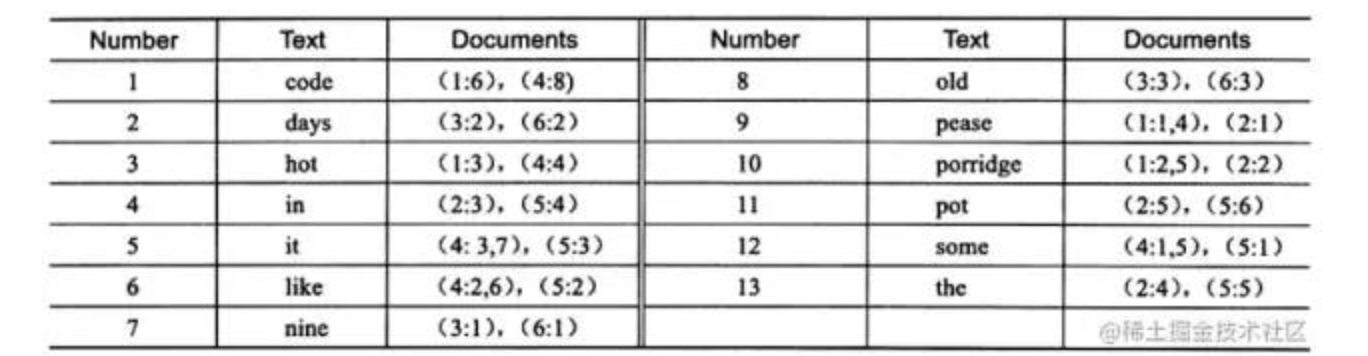 Number Text Documents Number Text Documents
1 code (1:6), (4:8) 8 old (3:3), (6:3)
2 days (3:2), (6:2) 9 pease (1:1,4), (2:1)
3 hot (1:3), (4:4) 10 porridge (1:2,5), (2:2)
4 in (2:3), (5:4) 11 pot (2:5), (5:6)
5 it (4: 3,7), (5:3) 12 some (4:1,5), (5:1)
6 like (4:2,6), (5:2) 13 the (2:4), (5:5)
7 nine (3:1), (6:1)
@稀土掘金技术社区